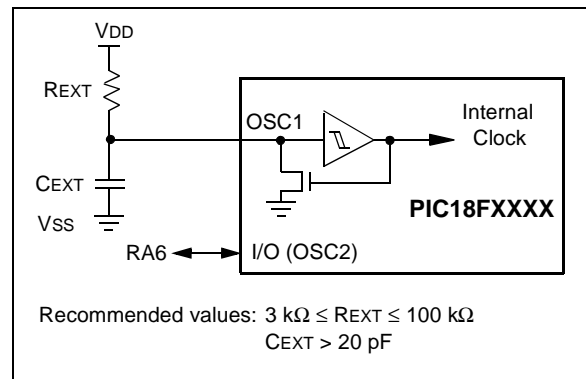 VDD
REXT
OSC1
Internal
Clock
CEXT
PIC18FXXXX
VSS
RA6
I/O (OSC2)
Recommended values: 3 kΩ ≤ REXT ≤ 100 kΩ
CEXT > 20 pF